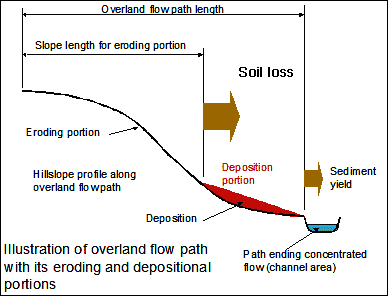 Overland flow path length
Slope length for eroding portion
Soil loss
Eroding portion
Hillslope profile along
overland flowpath
Deposition
portion
Sediment
yield
Deposition
Path ending concentrated
flow (channel area)
Illustration of overland flow path
with its eroding and depositional
portions